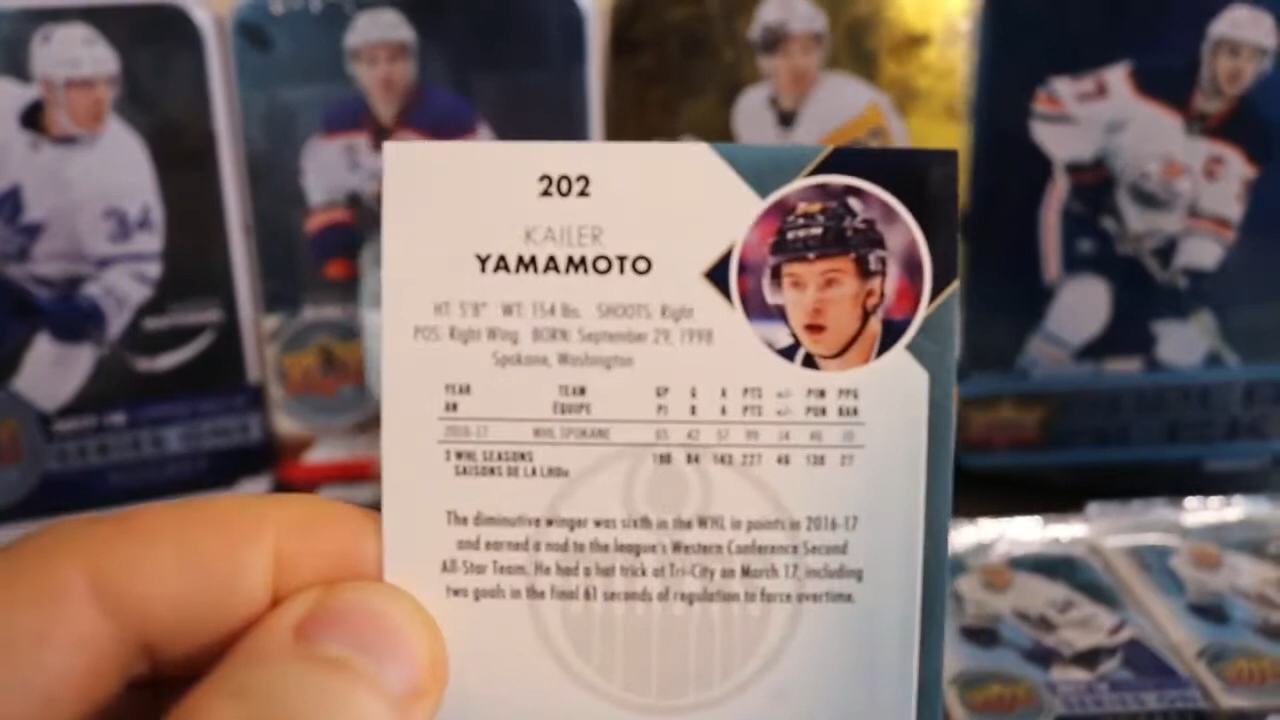 202
KAILER
YAMAMOTO
HT: 5'8" WT: 154 lbs. SHOOTS: Right
POS: Right Wing BORN: September 29, 1998
Spokane, Washington
YEAR TEAM GP G A PTS +/- PIM PPG
AN ÉQUIPE PJ B A PTS +/- PUN BAN
2016-17 WHL SPOKANE 65 42 57 99 34 46
3 WHL SEASONS 188 84 143 227 46 138 27
SAISONS DE LA LHOu
The diminutive winger was sixth in the WHL in points in 2016-17
and earned a nod to the league's Western Conference Second
All-Star Team. He had a hat trick at Tri-City on March 17, including
two goals in the final 61 seconds of regulation to force overtime.
34
SERIES ONE